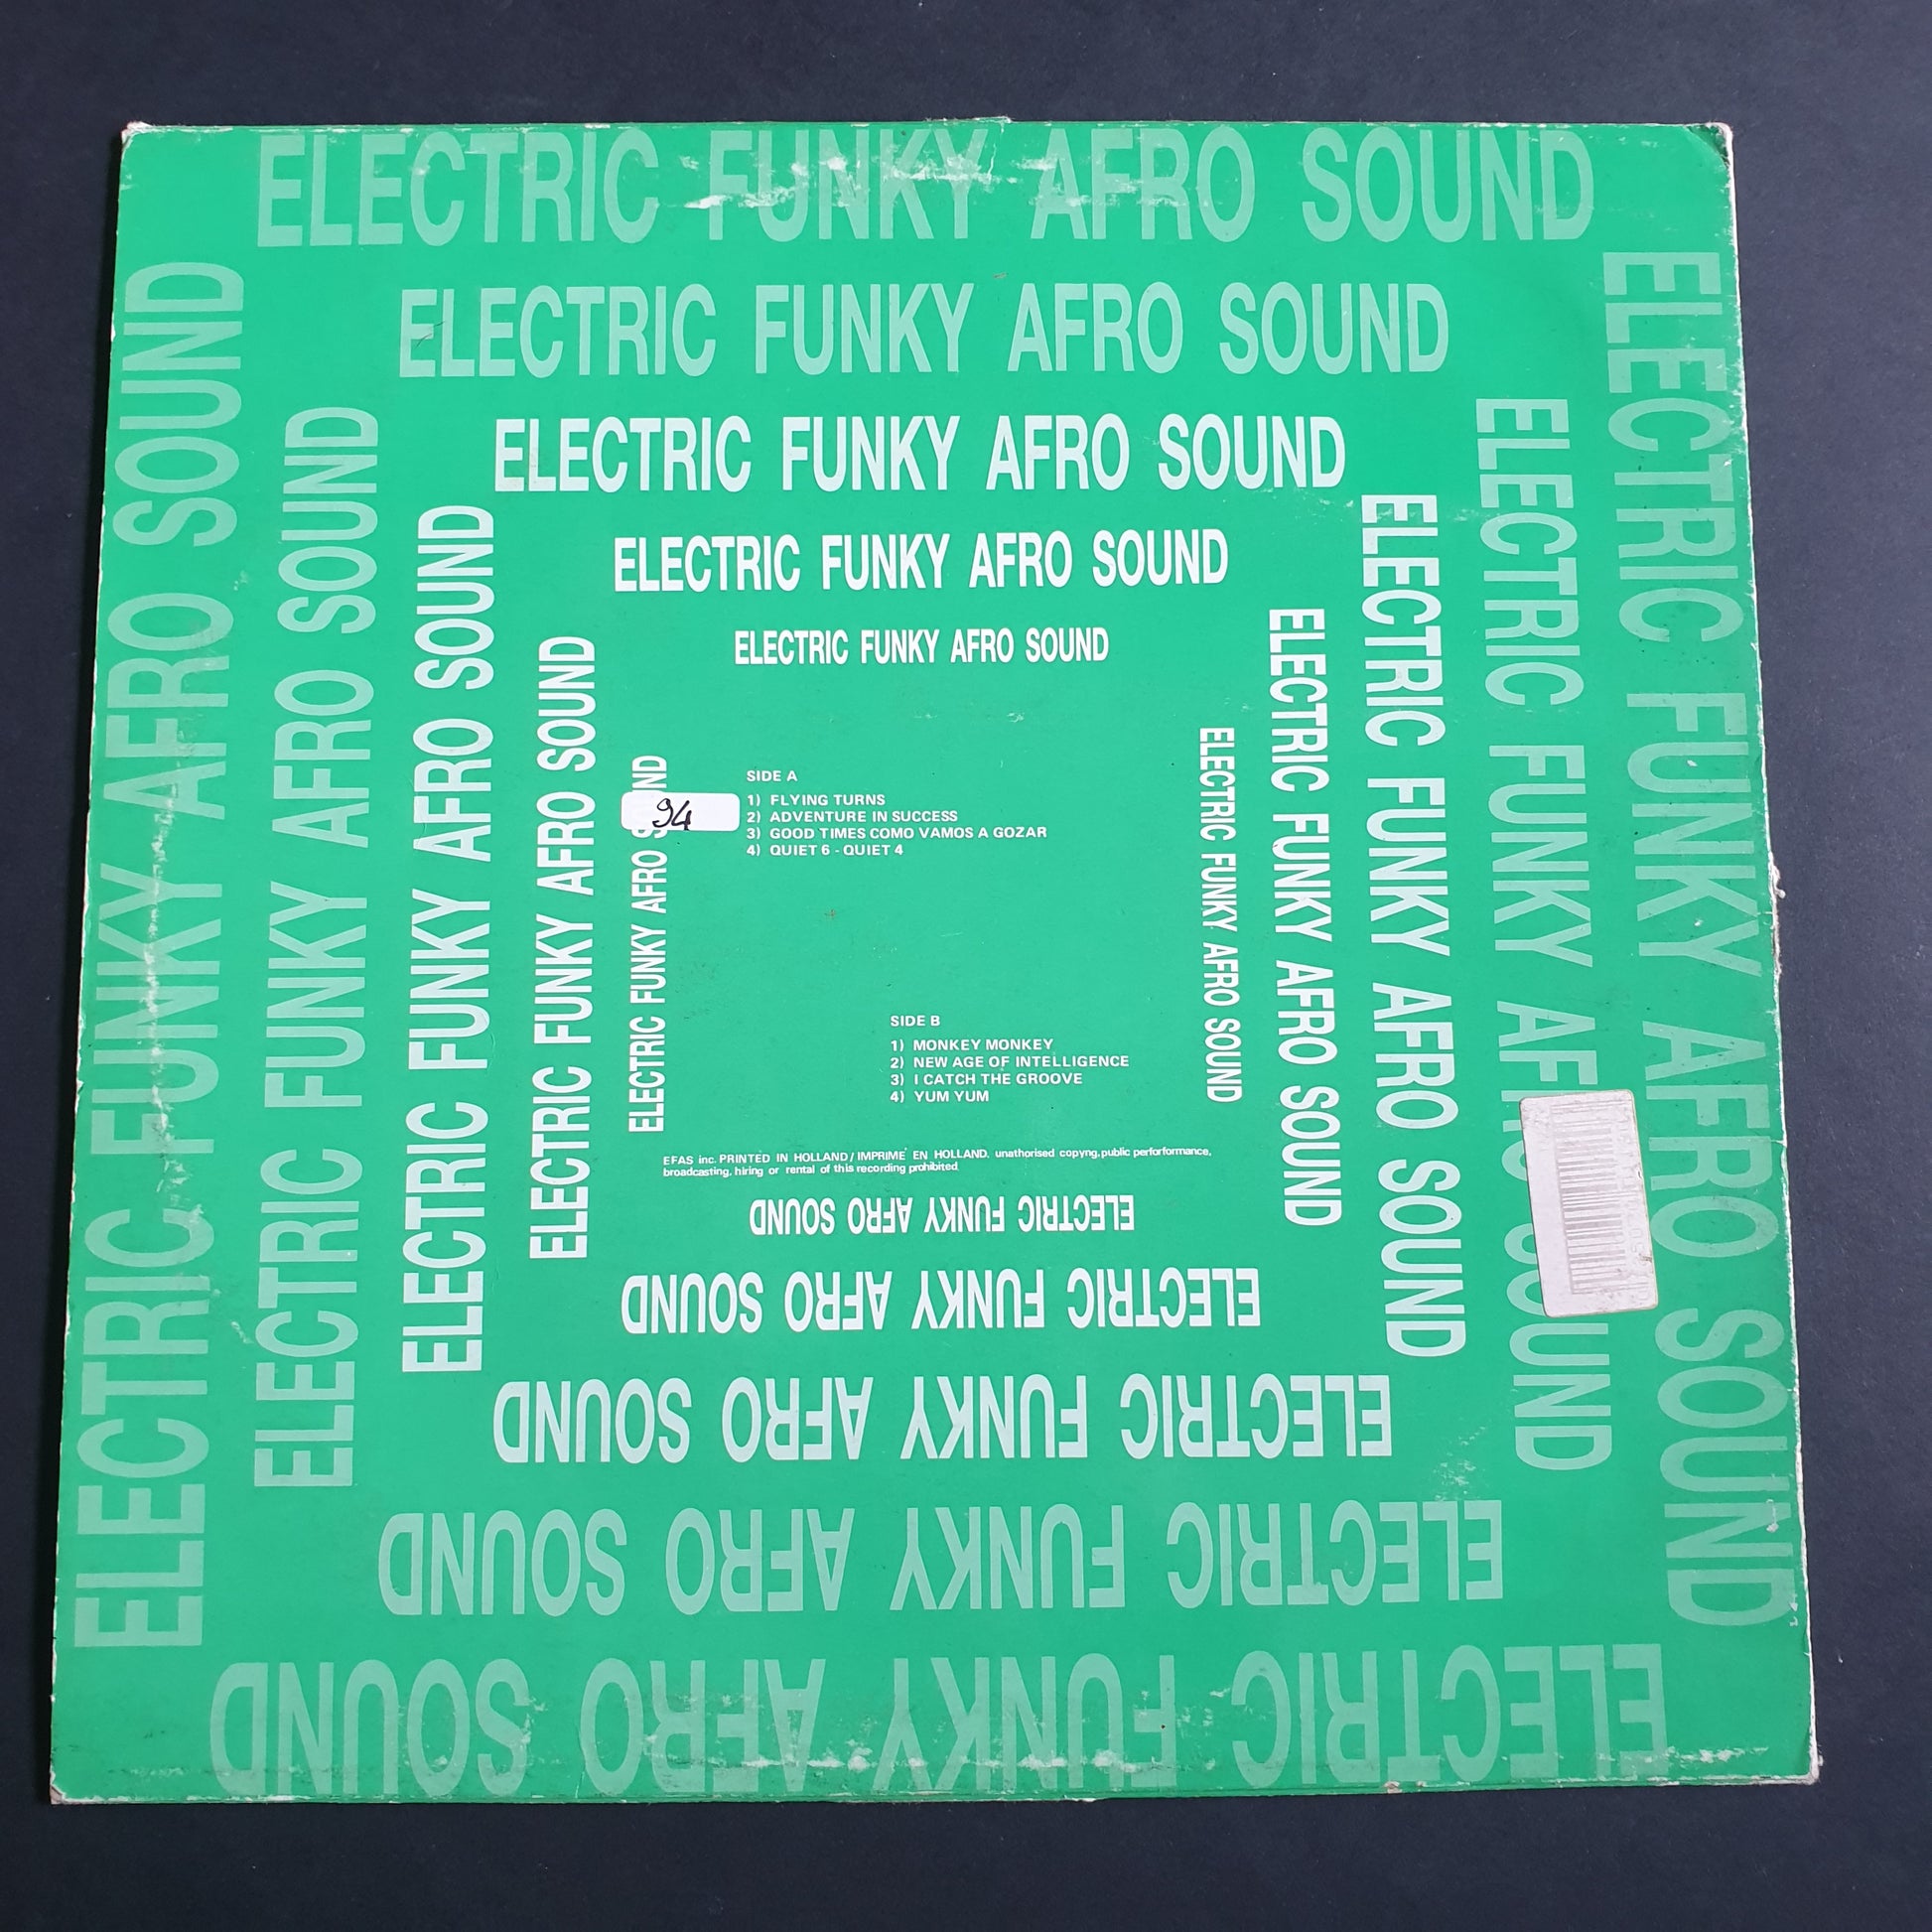 ELECTRIC FUNKY AFRO SOUND
ELECTRIC FUNKY AFRO SOUND
ELECTRIC FUNKY AFRO SOUND
ELECTRIC FUNKY AFRO SOUND
ELECTRIC FUNKY AFRO SOUND
ELECTRIC FUNKY AFRO SOUND
ELECTRIC FUNKY AFRO SOUND
ELECTRIC FUNKY AFRO SOUND
ELECTRIC FUNKY AFRO SOUND
ELECTRIC FUNKY AFRO
94
SIDE A
1) FLYING TURNS
2) ADVENTURE IN SUCCESS
3) GOOD TIMES COMO VAMOS A GOZAR
4) QUIET 6 - QUIET 4
SIDE B
1) MONKEY MONKEY
2) NEW AGE OF INTELLIGENCE
3) I CATCH THE GROOVE
4) YUM YUM
EFAS inc. PRINTED IN HOLLAND / IMPRIME´ EN HOLLAND. unathorised copyng, public perforformance,
broadcasting, hiring or rental of this recording prohibited.
ELECTRIC FUNKY AFRO SOUND
ELECTRIC FUNKY AFRO SOUND
ELECTRIC FUNKY AFRO SOUND
ELECTRIC FUNKY AFRO SOUND
ELECTRIC FUNKY AFRO SOUND
ELECTRIC FUNKY AFRO SOUND
ELECTRIC FUNKY AFRO SOUND
ELECTRIC FUNKY AFRO SOUND
ELECTRIC FUNKY AFRO SOUND
ELECTRIC FUNKY AFRO SOUND